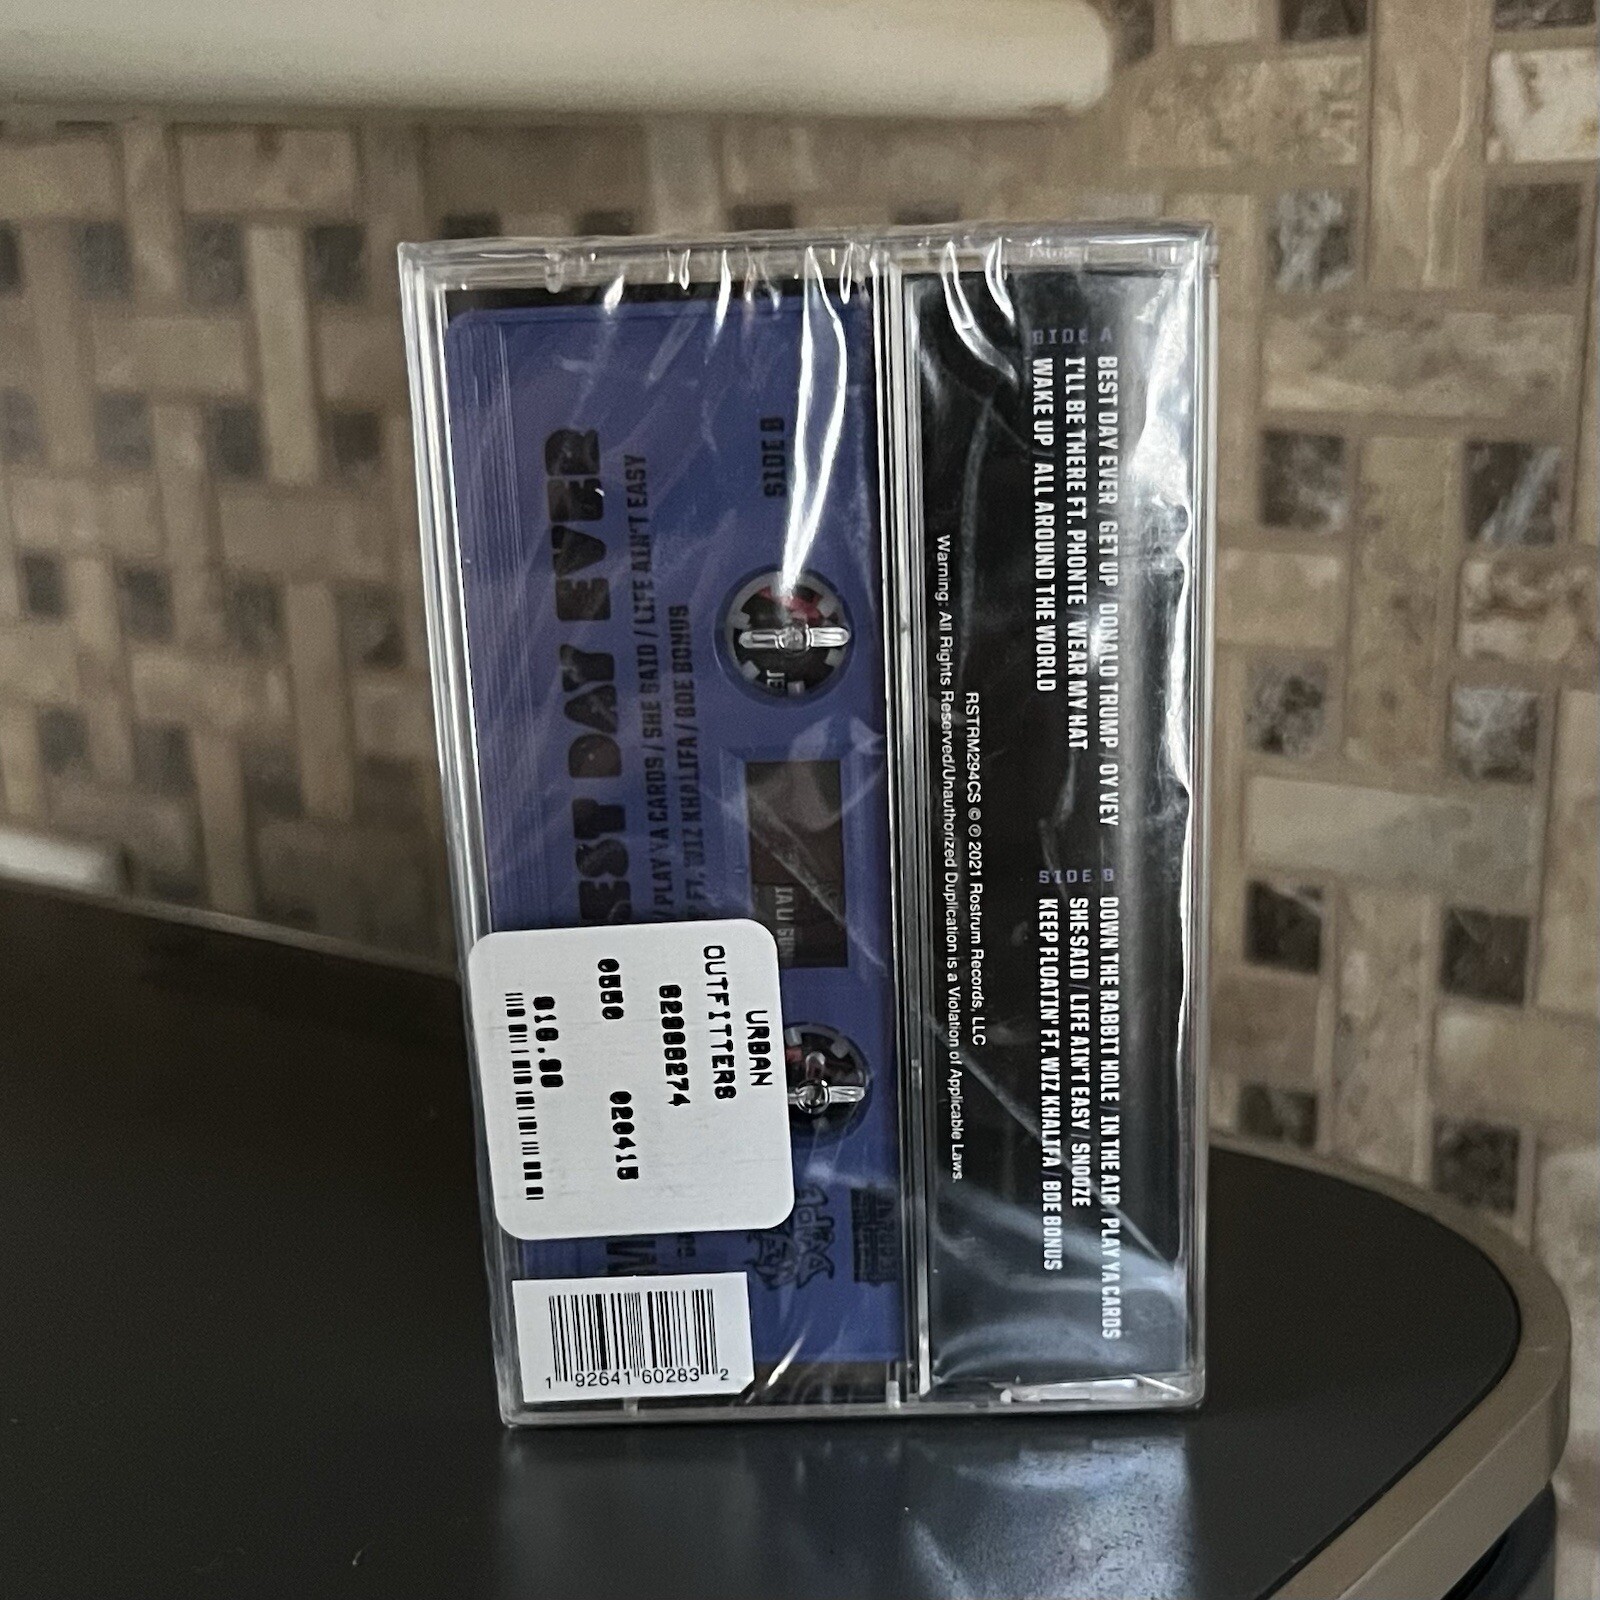 SIDE A
BEST DAY EVER / GET UP / DONALD TRUMP / OY VEY
I'LL BE THERE FT. PHONTE / WEAR MY HAT
WAKE UP / ALL AROUND THE WORLD
SIDE B
DOWN THE RABBIT HOLE / IN THE AIR / PLAY YA CARDS
SHE SAID / LIFE AIN'T EASY / SNOOZE
KEEP FLOATIN' FT. WIZ KHALIFA / BDE BONUS
RSTRM294CS © ℗ 2021 Rostrum Records, LLC
Warning: All Rights Reserved/Unauthorized Duplication is a Violation of Applicable Laws.
SIDE B
EST DAY EVER
/ PLAY YA CARDS / SHE SAID / LIFE AIN'T EASY
FT. WIZ KHALIFA / BDE BONUS
URBAN
OUTFITTERS
020415
1 92641 60283 2